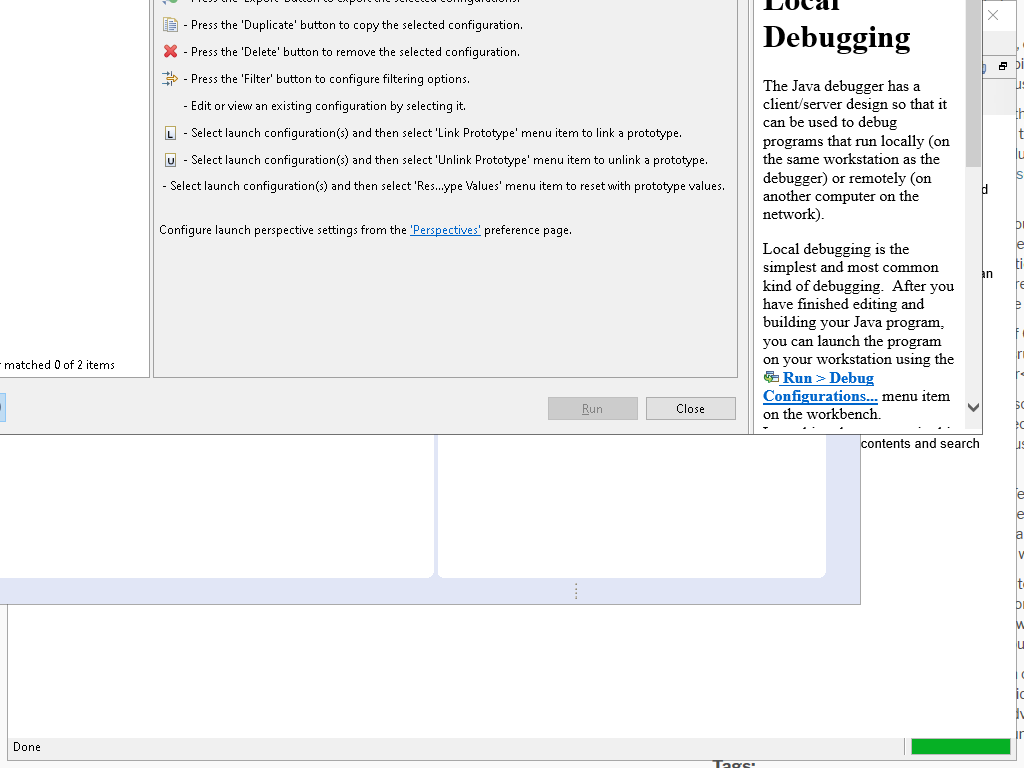 - Press the 'Export' button to export the selected configurations.
- Press the 'Duplicate' button to copy the selected configuration.
- Press the 'Delete' button to remove the selected configuration.
- Press the 'Filter' button to configure filtering options.
- Edit or view an existing configuration by selecting it.
L - Select launch configuration(s) and then select 'Link Prototype' menu item to link a prototype.
U - Select launch configuration(s) and then select 'Unlink Prototype' menu item to unlink a prototype.
- Select launch configuration(s) and then select 'Res...ype Values' menu item to reset with prototype values.
Configure launch perspective settings from the 'Perspectives' preference page.
matched 0 of 2 items
Run Close
Local
Debugging
The Java debugger has a
client/server design so that it
can be used to debug
programs that run locally (on
the same workstation as the
debugger) or remotely (on
another computer on the
network).
Local debugging is the
simplest and most common
kind of debugging. After you
have finished editing and
building your Java program,
you can launch the program
on your workstation using the
Run > Debug
Configurations... menu item
on the workbench.
contents and search
Done
Tags: